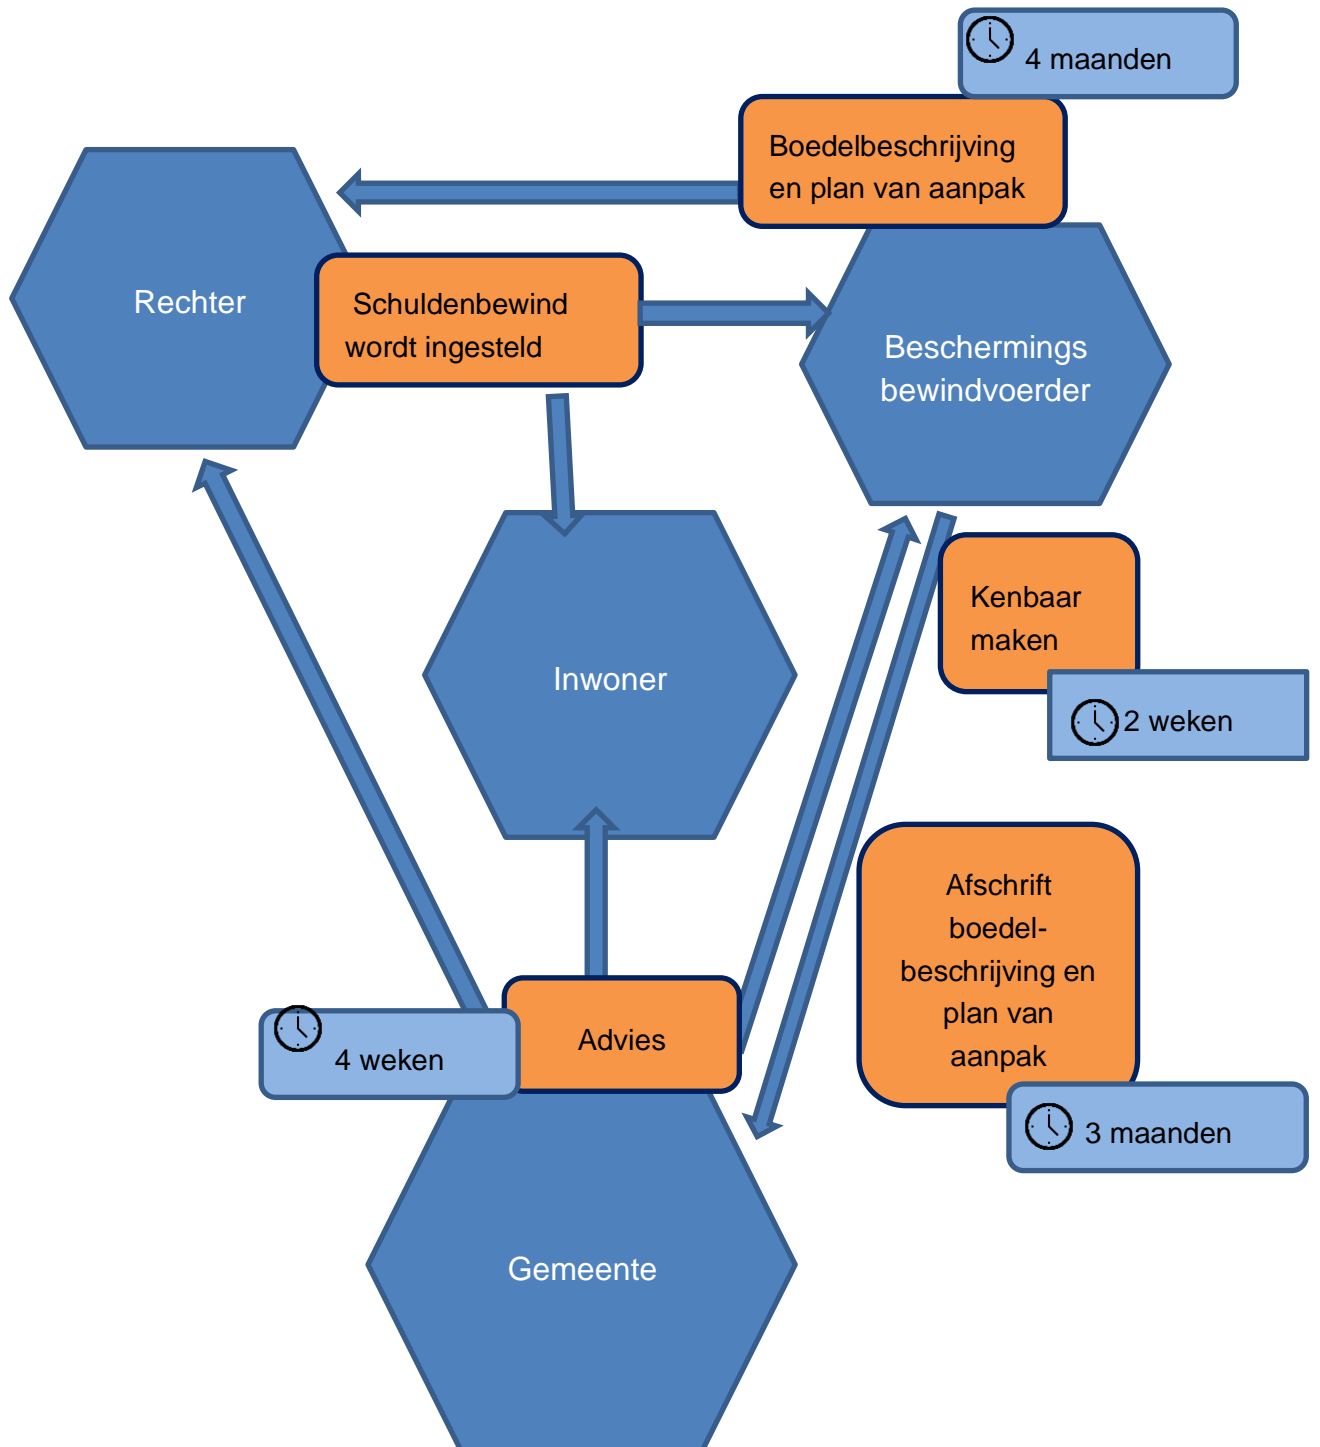 4 maanden
Boedelbeschrijving
en plan van aanpak
Rechter
Schuldenbewind
wordt ingesteld
Beschermings
bewindvoerder
Kenbaar
maken
Inwoner
2 weken
Afschrift
boedel-
beschrijving en
plan van
aanpak
Advies
4 weken
3 maanden
Gemeente